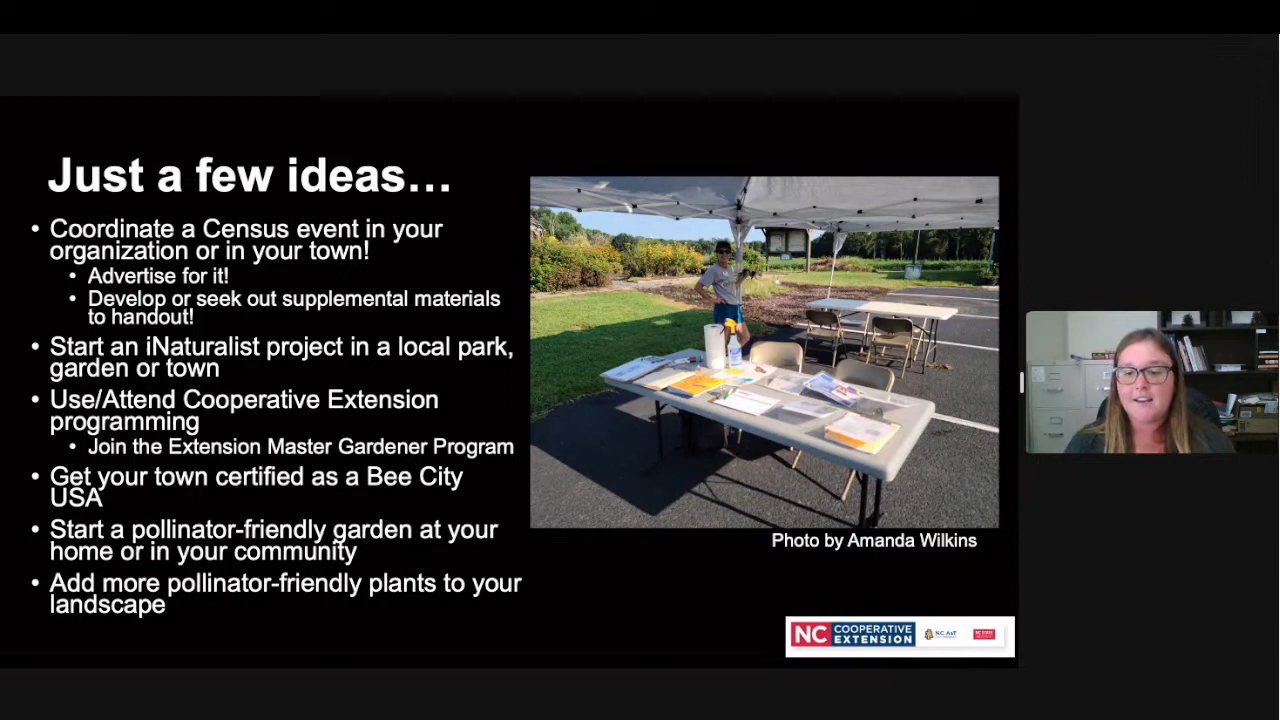 Just a few ideas…
• Coordinate a Census event in your
organization or in your town!
• Advertise for it!
• Develop or seek out supplemental materials
to handout!
• Start an iNaturalist project in a local park,
garden or town
• Use/Attend Cooperative Extension
programming
• Join the Extension Master Gardener Program
• Get your town certified as a Bee City
USA
• Start a pollinator-friendly garden at your
home or in your community
• Add more pollinator-friendly plants to your
landscape
Photo by Amanda Wilkins
NC COOPERATIVE
EXTENSION
N.C. A&T
NC STATE